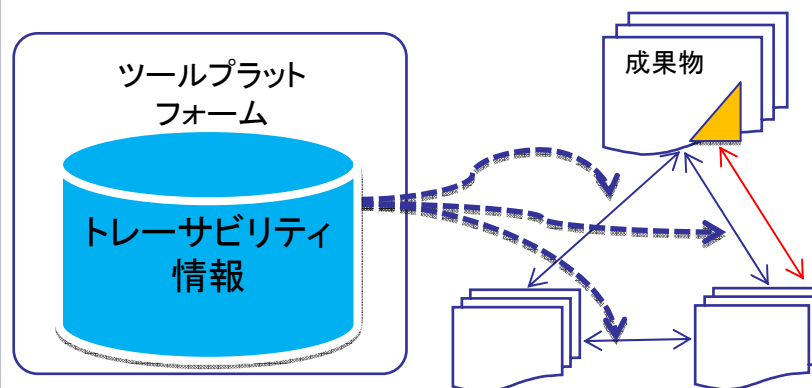 ツールプラット
フォーム
トレーサビリティ
情報
成果物